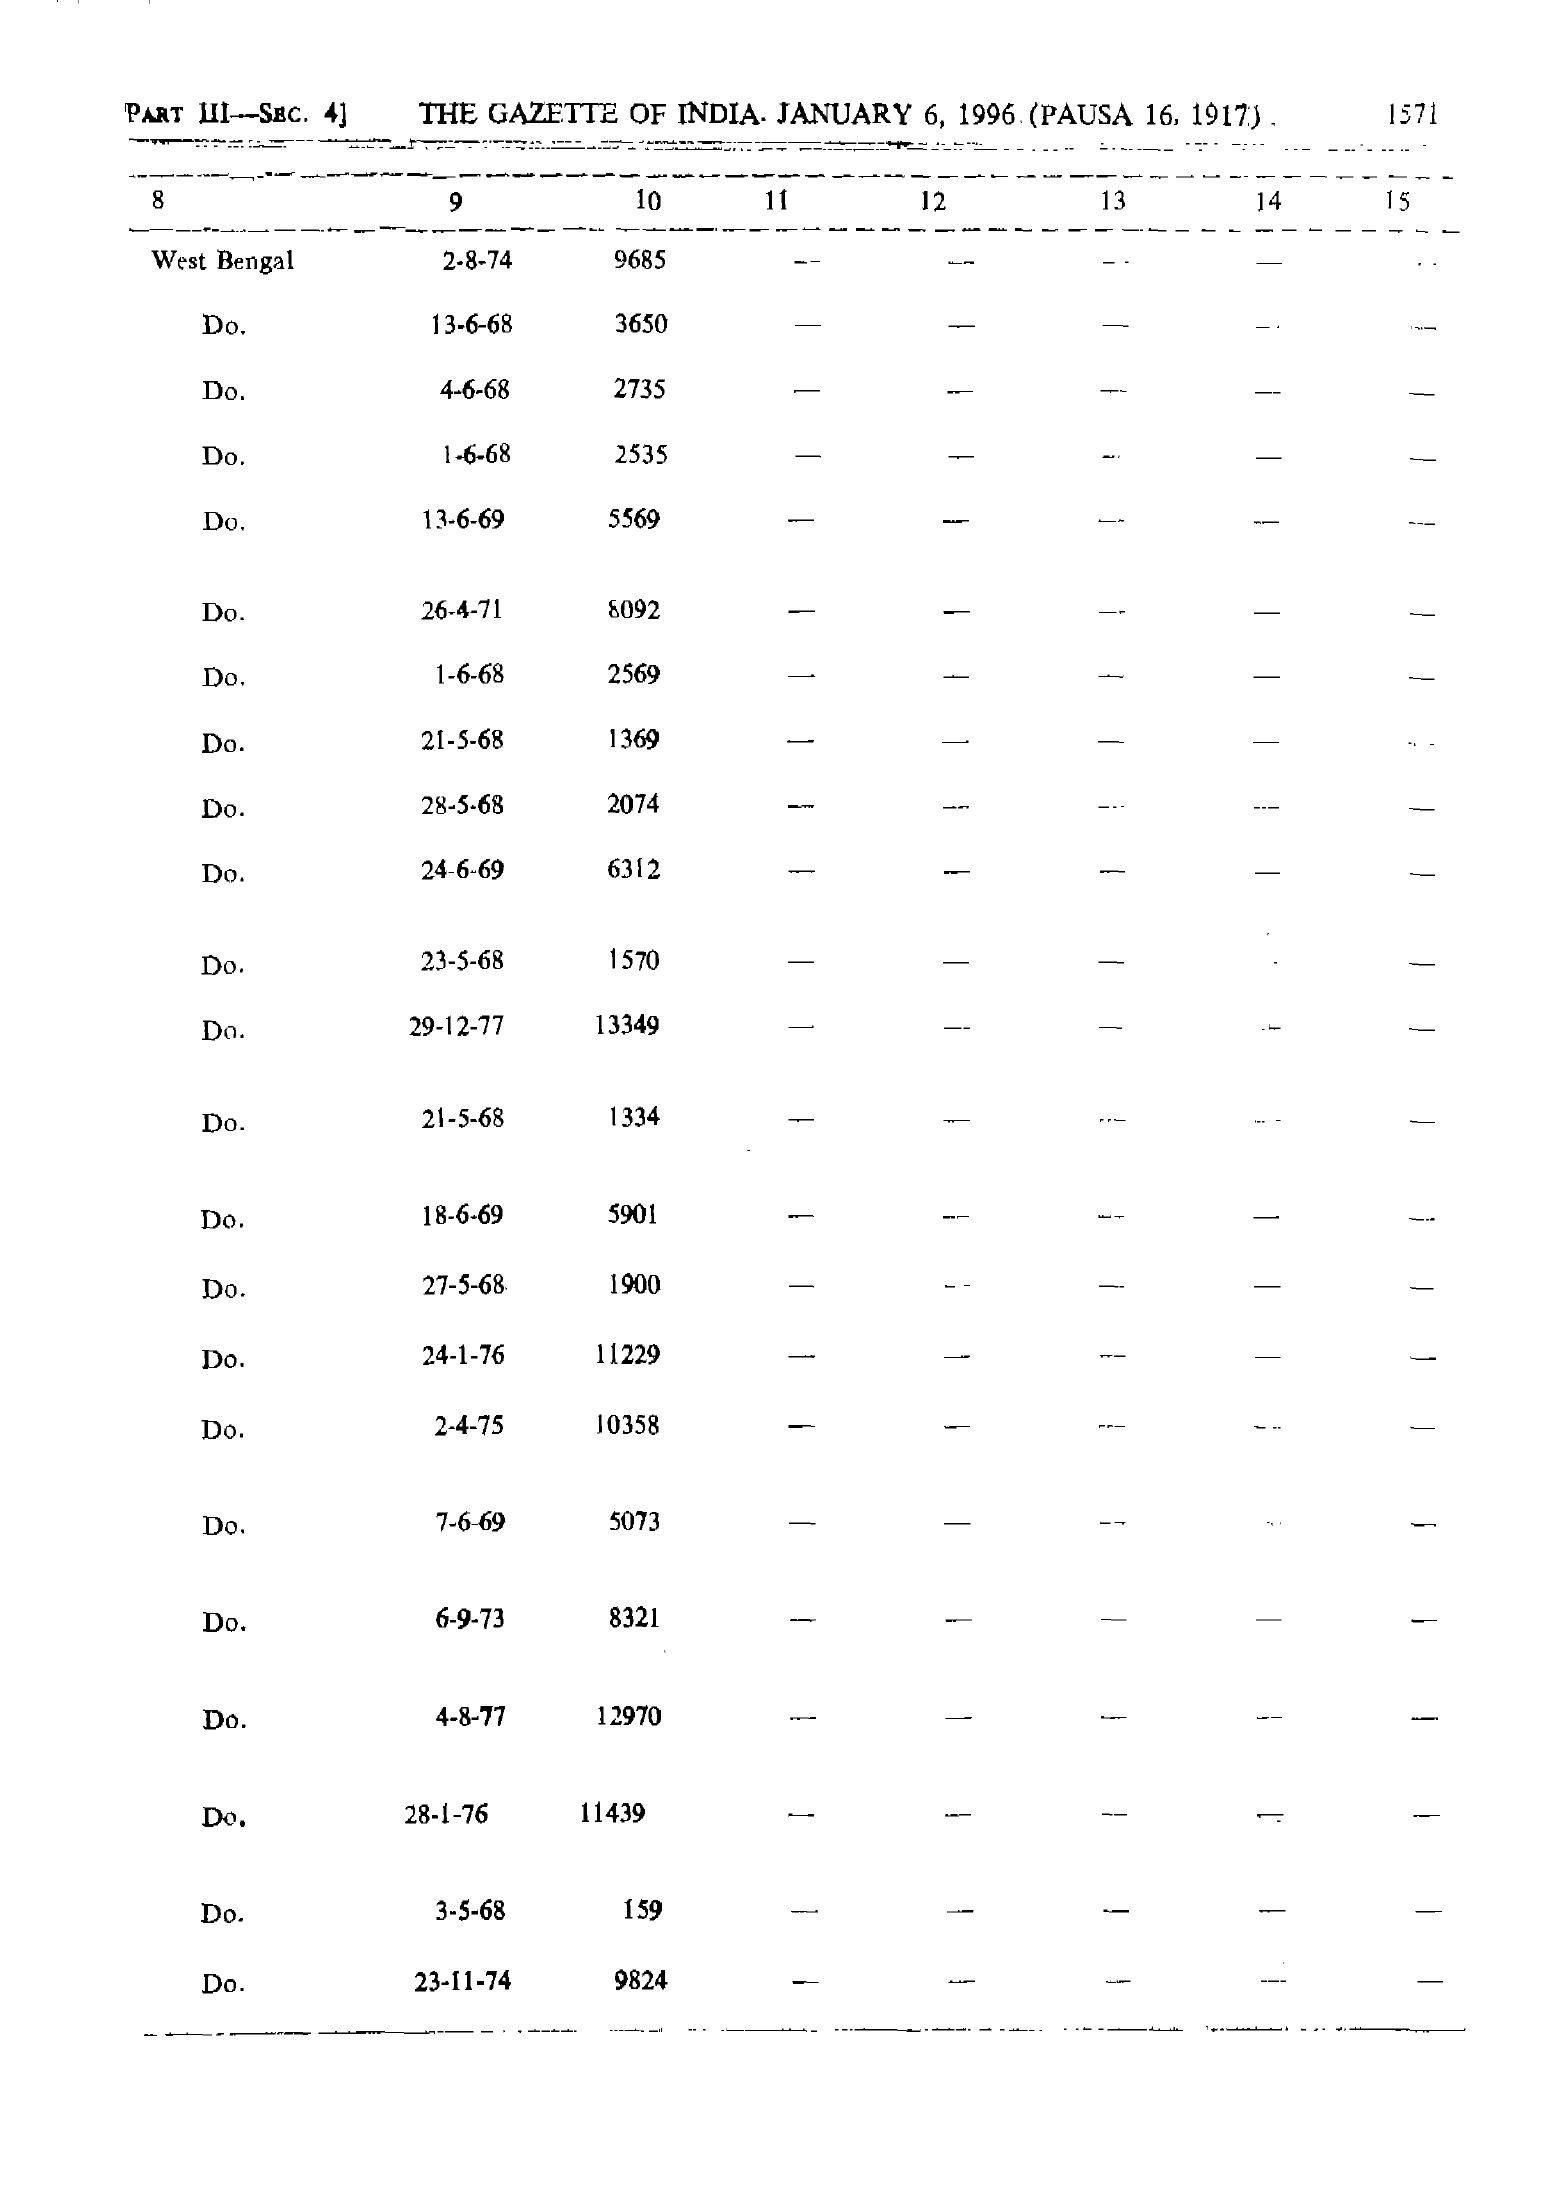 PART III—SEC. 4] THE GAZETTE OF INDIA. JANUARY 6, 1996 (PAUSA 16, 1917) 1571
8 9 10 11 12 13 14 15
West Bengal 2-8-74 9685 — — — — —
Do. 13-6-68 3650 — — — — —
Do. 4-6-68 2735 — — — — —
Do. 1-6-68 2535 — — — — —
Do. 13-6-69 5569 — — — — —
Do. 26-4-71 8092 — — — — —
Do. 1-6-68 2569 — — — — —
Do. 21-5-68 1369 — — — — —
Do. 28-5-68 2074 — — — — —
Do. 24-6-69 6312 — — — — —
Do. 23-5-68 1570 — — — — —
Do. 29-12-77 13349 — — — — —
Do. 21-5-68 1334 — — — — —
Do. 18-6-69 5901 — — — — —
Do. 27-5-68 1900 — — — — —
Do. 24-1-76 11229 — — — — —
Do. 2-4-75 10358 — — — — —
Do. 7-6-69 5073 — — — — —
Do. 6-9-73 8321 — — — — —
Do. 4-8-77 12970 — — — — —
Do. 28-1-76 11439 — — — — —
Do. 3-5-68 159 — — — — —
Do. 23-11-74 9824 — — — — —